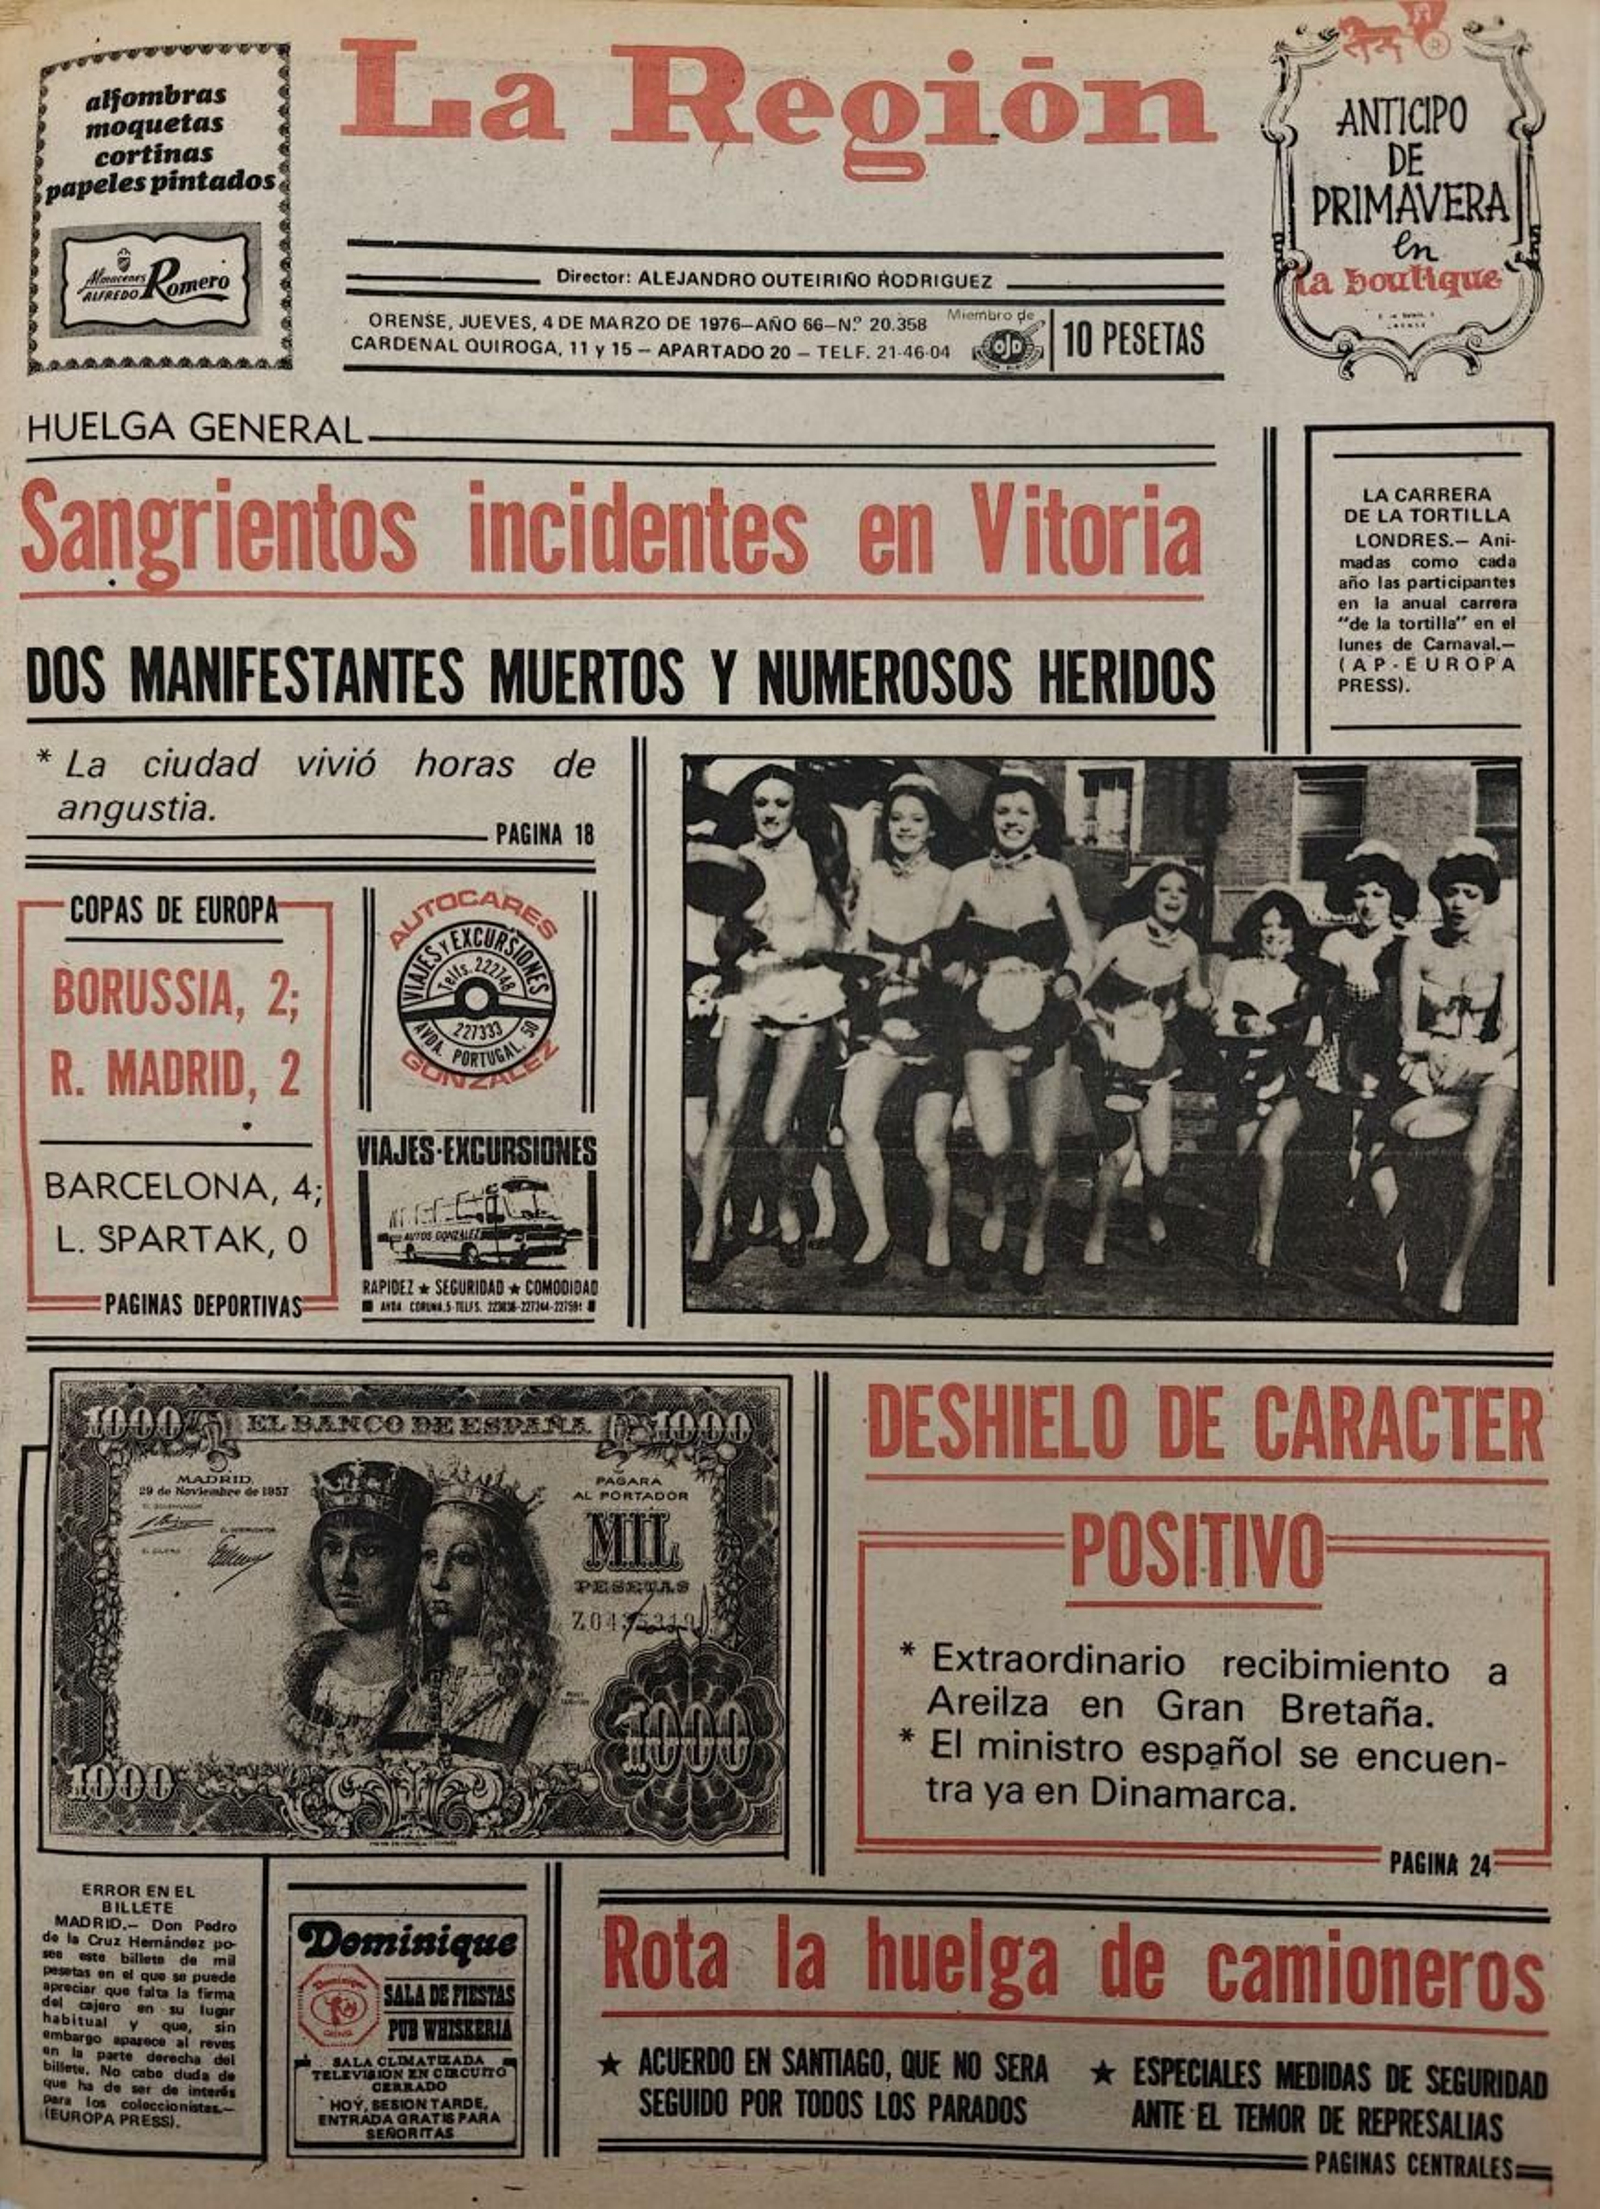 alfombras
moquetas
cortinas
papeles pintados
Almacenes
ALFREDO Romero
La Región
ANTICIPO
DE
PRIMAVERA
en
la boutique
Director: ALEJANDRO OUTEIRIÑO RODRIGUEZ
ORENSE, JUEVES, 4 DE MARZO DE 1976—AÑO 66—N.º 20.358
CARDENAL QUIROGA, 11 y 15 — APARTADO 20 — TELF. 21-46-04
Miembro de
OJD
10 PESETAS
HUELGA GENERAL
Sangrientos incidentes en Vitoria
DOS MANIFESTANTES MUERTOS Y NUMEROSOS HERIDOS
* La ciudad vivió horas de
angustia.
PAGINA 18
LA CARRERA
DE LA TORTILLA
LONDRES.— Ani-
madas como cada
año las participantes
en la anual carrera
"de la tortilla" en el
lunes de Carnaval.—
(AP-EUROPA
PRESS).
COPAS DE EUROPA
BORUSSIA, 2;
R. MADRID, 2
BARCELONA, 4;
L. SPARTAK, 0
PAGINAS DEPORTIVAS
AUTOCARES
VIAJES Y EXCURSIONES
Telfs. 22748
227333
AVDA. PORTUGAL, 50
GONZALEZ
VIAJES-EXCURSIONES
AUTOS GONZALEZ
RAPIDEZ ★ SEGURIDAD ★ COMODIDAD
AVDA. CORUÑA, 5-TELFS.
1000 EL BANCO DE ESPAÑA 1000
MADRID,
29 de Noviembre de 1957
PAGARA
AL PORTADOR
MIL
PESETAS
1000
1000
DESHIELO DE CARACTER
POSITIVO
* Extraordinario recibimiento a
Areilza en Gran Bretaña.
* El ministro español se encuen-
tra ya en Dinamarca.
PAGINA 24
ERROR EN EL
BILLETE
MADRID.— Don Pedro
de la Cruz Hernández po-
see este billete de mil
pesetas en el que se puede
apreciar que falta la firma
del cajero en su lugar
habitual y que, sin
embargo aparece al reves
en la parte derecha del
billete. No cabe duda de
que ha de ser de interés
para los coleccionistas.—
(EUROPA PRESS).
Dominique
SALA DE FIESTAS
PUB WHISKERIA
SALA CLIMATIZADA
TELEVISION EN CIRCUITO
CERRADO
HOY, SESION TARDE,
ENTRADA GRATIS PARA
SEÑORITAS
Rota la huelga de camioneros
★ ACUERDO EN SANTIAGO, QUE NO SERA
SEGUIDO POR TODOS LOS PARADOS
★ ESPECIALES MEDIDAS DE SEGURIDAD
ANTE EL TEMOR DE REPRESALIAS
PAGINAS CENTRALES